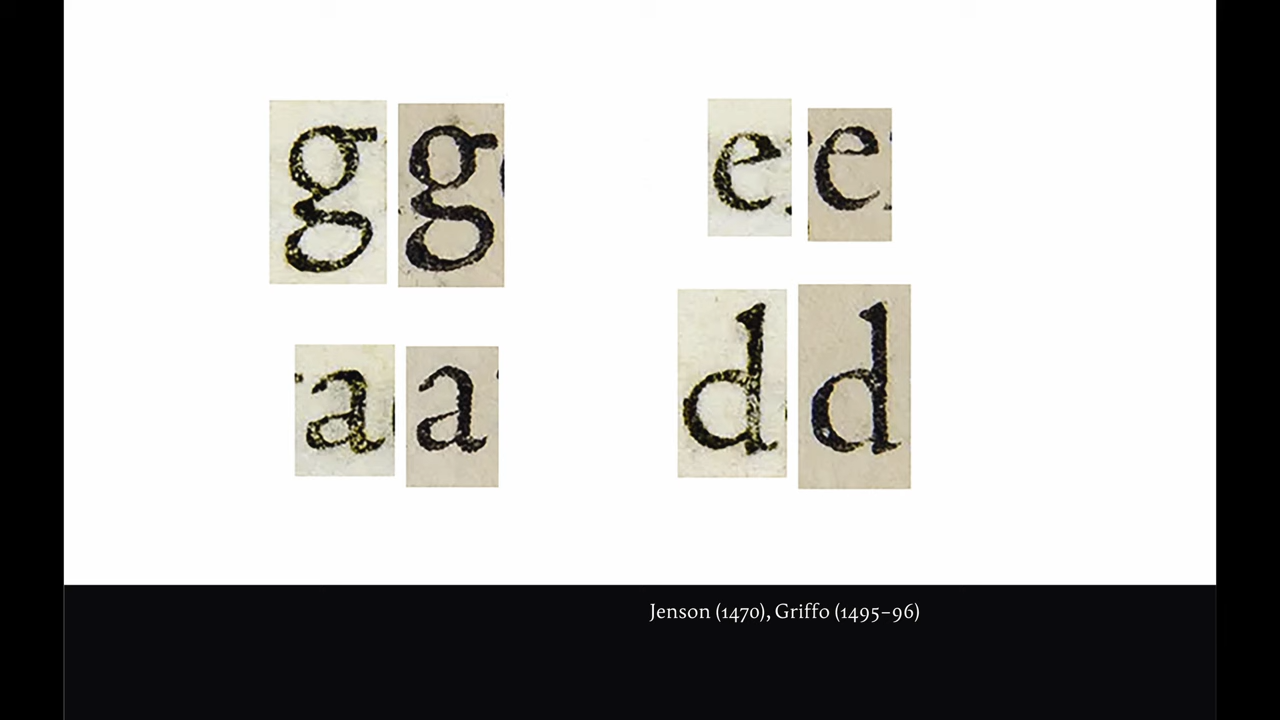 g g
e e
a a
d d
Jenson (1470), Griffo (1495–96)